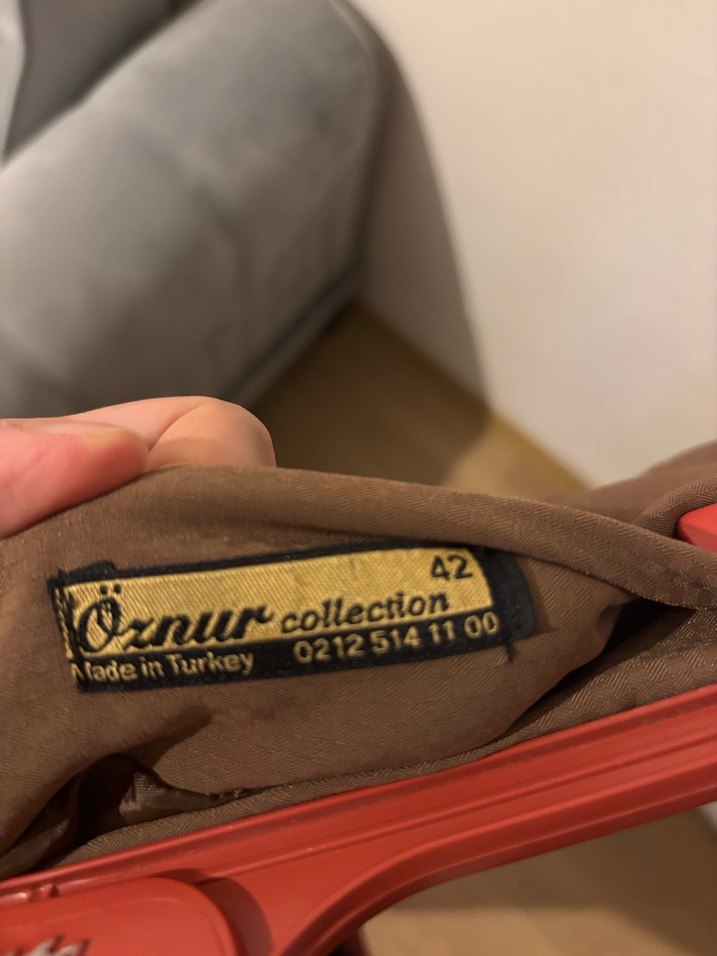 42
Öznur collection
Made in Turkey 0212 514 11 00